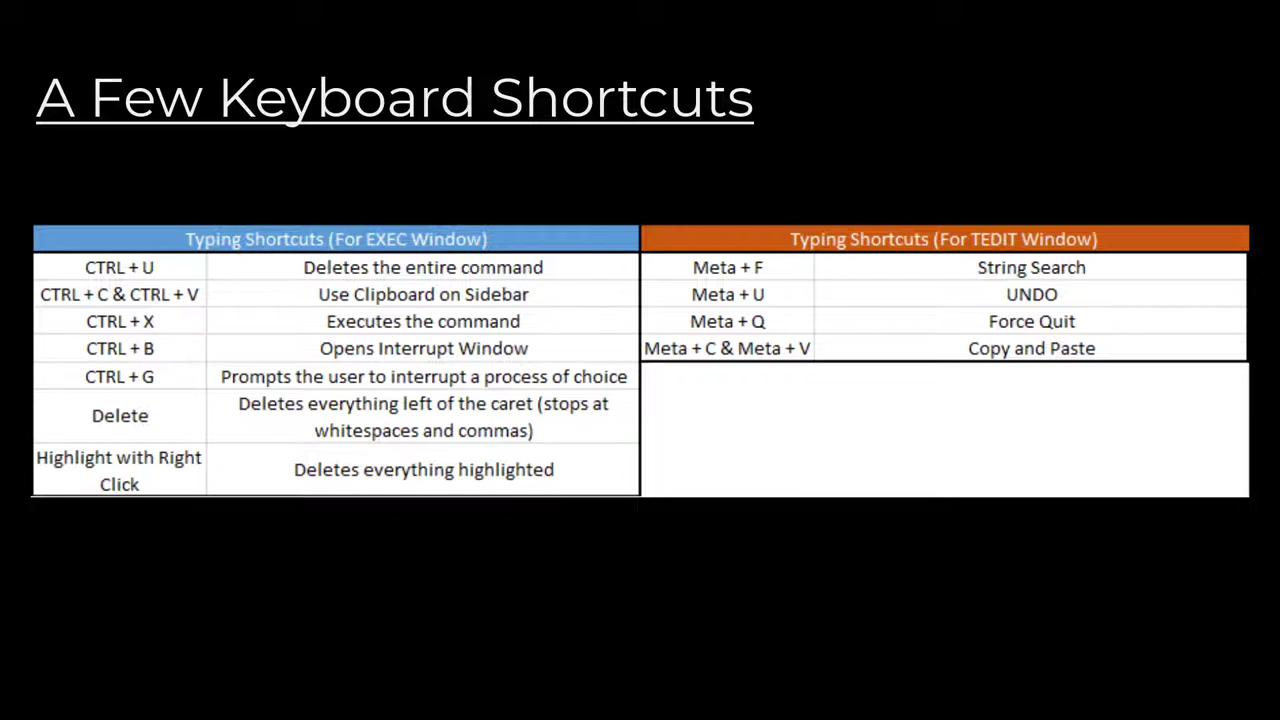 A Few Keyboard Shortcuts
Typing Shortcuts (For EXEC Window)
CTRL + U Deletes the entire command
CTRL + C & CTRL + V Use Clipboard on Sidebar
CTRL + X Executes the command
CTRL + B Opens Interrupt Window
CTRL + G Prompts the user to interrupt a process of choice
Delete Deletes everything left of the caret (stops at
whitespaces and commas)
Highlight with Right
Click Deletes everything highlighted
Typing Shortcuts (For TEDIT Window)
Meta + F String Search
Meta + U UNDO
Meta + Q Force Quit
Meta + C & Meta + V Copy and Paste